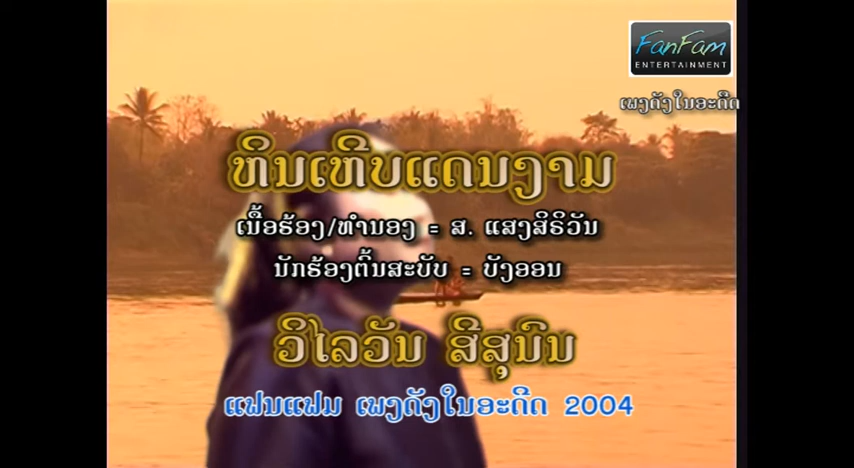 FanFam
ENTERTAINMENT
ເພງດັງໃນອະດີດ
ຫີນເຫີບແດນງາມ
ເນື້ອຮ້ອງ/ທຳນອງ = ສ. ແສງສິຣິວັນ
ນັກຮ້ອງຕົ້ນສະບັບ = ບັງອອນ
ວິໄລວັນ ສີສຸນົນ
ແຟນແຟມ ເພງດັງໃນອະດີດ 2004